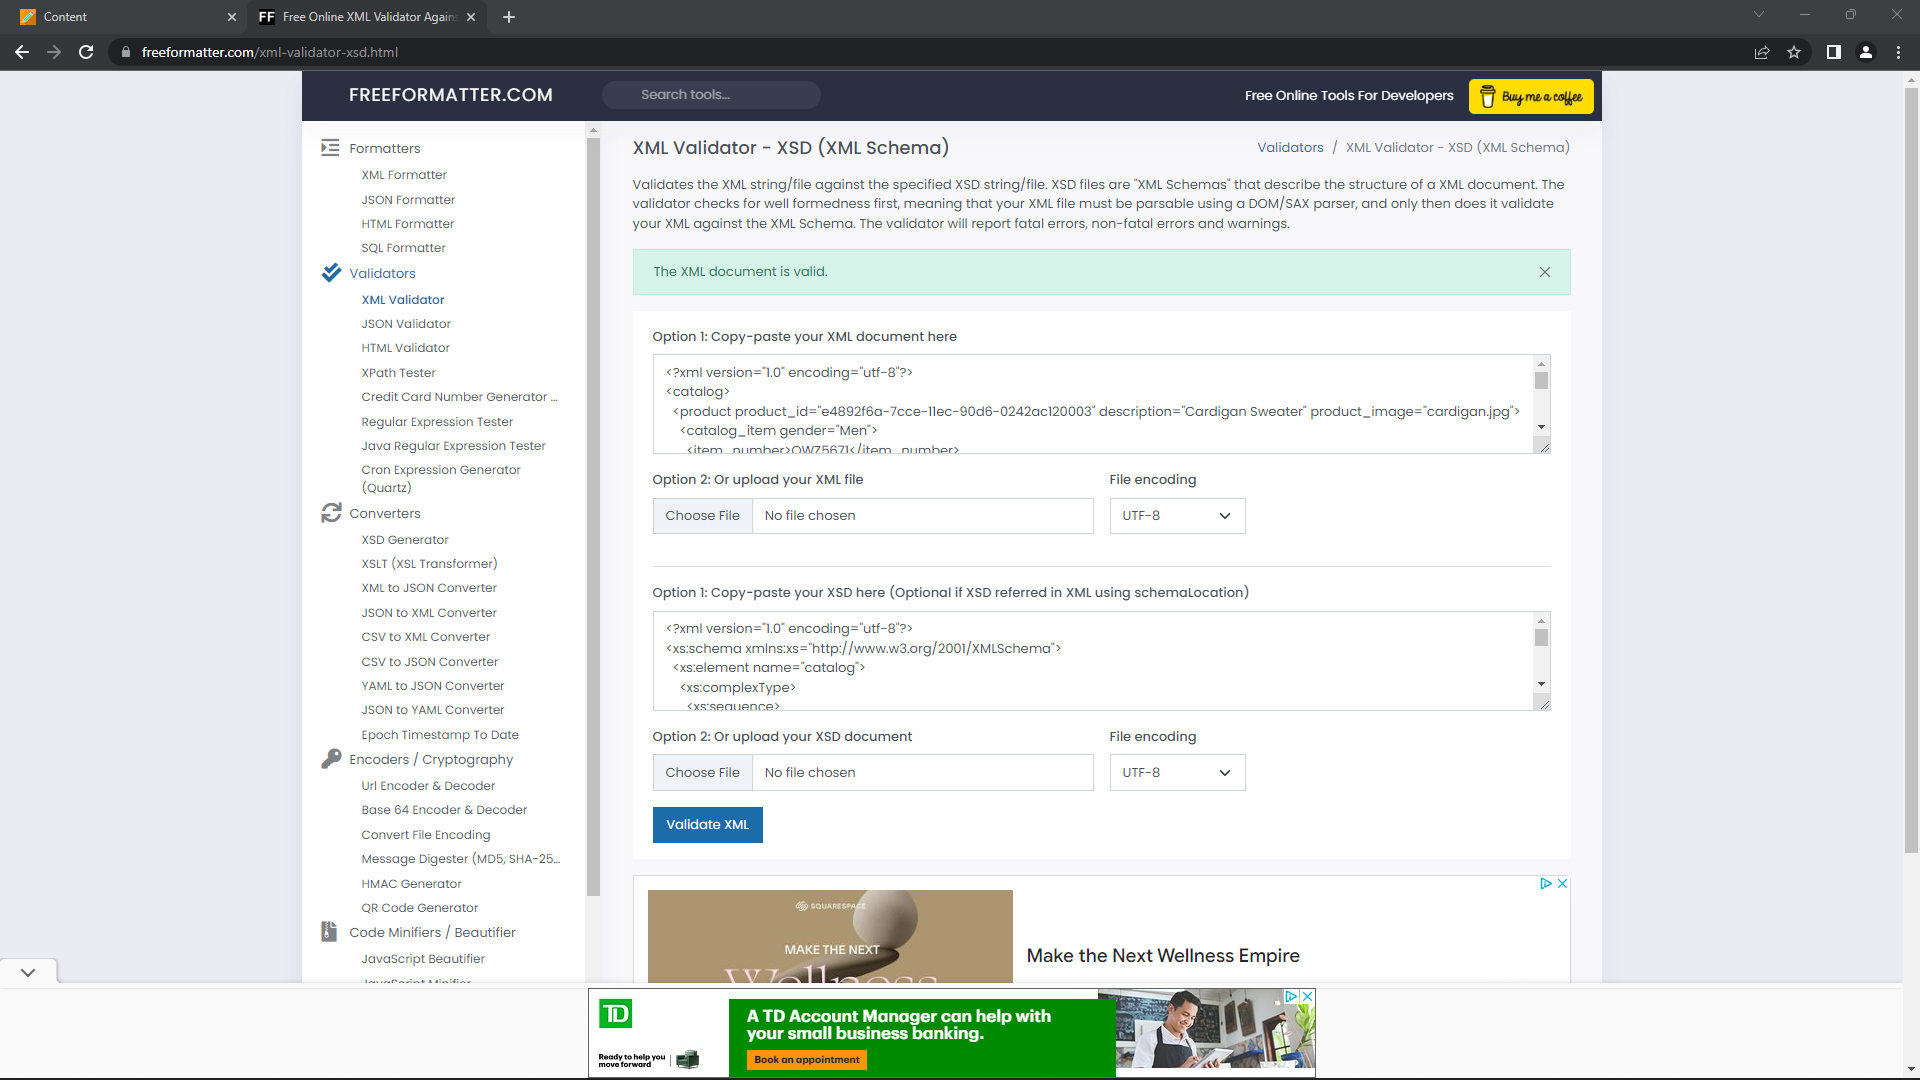 Content
FF Free Online XML Validator Agains
freeformatter.com/xml-validator-xsd.html
FREEFORMATTER.COM
Search tools...
Free Online Tools For Developers
Buy me a coffee
Formatters
XML Formatter
JSON Formatter
HTML Formatter
SQL Formatter
Validators
XML Validator
JSON Validator
HTML Validator
XPath Tester
Credit Card Number Generator ...
Regular Expression Tester
Java Regular Expression Tester
Cron Expression Generator
(Quartz)
Converters
XSD Generator
XSLT (XSL Transformer)
XML to JSON Converter
JSON to XML Converter
CSV to XML Converter
CSV to JSON Converter
YAML to JSON Converter
JSON to YAML Converter
Epoch Timestamp To Date
Encoders / Cryptography
Url Encoder & Decoder
Base 64 Encoder & Decoder
Convert File Encoding
Message Digester (MD5, SHA-25...
HMAC Generator
QR Code Generator
Code Minifiers / Beautifier
JavaScript Beautifier
JavaScript Minifier
XML Validator - XSD (XML Schema)
Validators / XML Validator - XSD (XML Schema)
Validates the XML string/file against the specified XSD string/file. XSD files are "XML Schemas" that describe the structure of a XML document. The
validator checks for well formedness first, meaning that your XML file must be parsable using a DOM/SAX parser, and only then does it validate
your XML against the XML Schema. The validator will report fatal errors, non-fatal errors and warnings.
The XML document is valid.
Option 1: Copy-paste your XML document here
<?xml version="1.0" encoding="utf-8"?>
<catalog>
<product product_id="e4892f6a-7cce-11ec-90d6-0242ac120003" description="Cardigan Sweater" product_image="cardigan.jpg">
<catalog_item gender="Men">
<item_number>QWZ5671</item_number>
Option 2: Or upload your XML file
File encoding
Choose File No file chosen
UTF-8
Option 1: Copy-paste your XSD here (Optional if XSD referred in XML using schemaLocation)
<?xml version="1.0" encoding="utf-8"?>
<xs:schema xmlns:xs="http://www.w3.org/2001/XMLSchema">
<xs:element name="catalog">
<xs:complexType>
<xs:sequence>
Option 2: Or upload your XSD document
File encoding
Choose File No file chosen
UTF-8
Validate XML
SQUARESPACE
MAKE THE NEXT
Wellness
Make the Next Wellness Empire
TD
Ready to help you
move forward
A TD Account Manager can help with
your small business banking.
Book an appointment